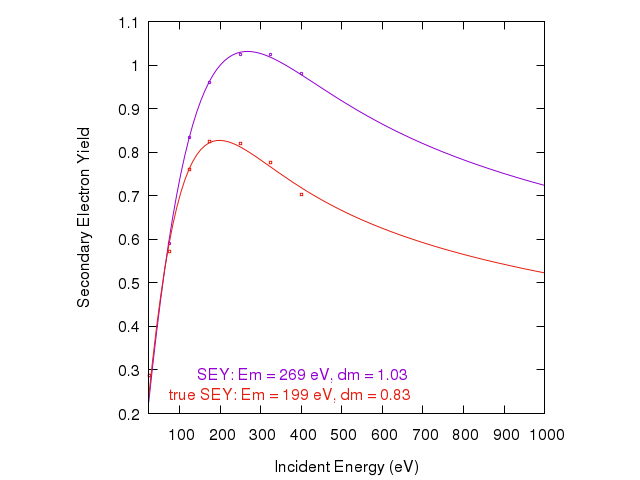 1.1
1
0.9
0.8
0.7
0.6
0.5
0.4
0.3
0.2
Secondary Electron Yield
SEY: Em = 269 eV, dm = 1.03
true SEY: Em = 199 eV, dm = 0.83
100 200 300 400 500 600 700 800 900 1000
Incident Energy (eV)